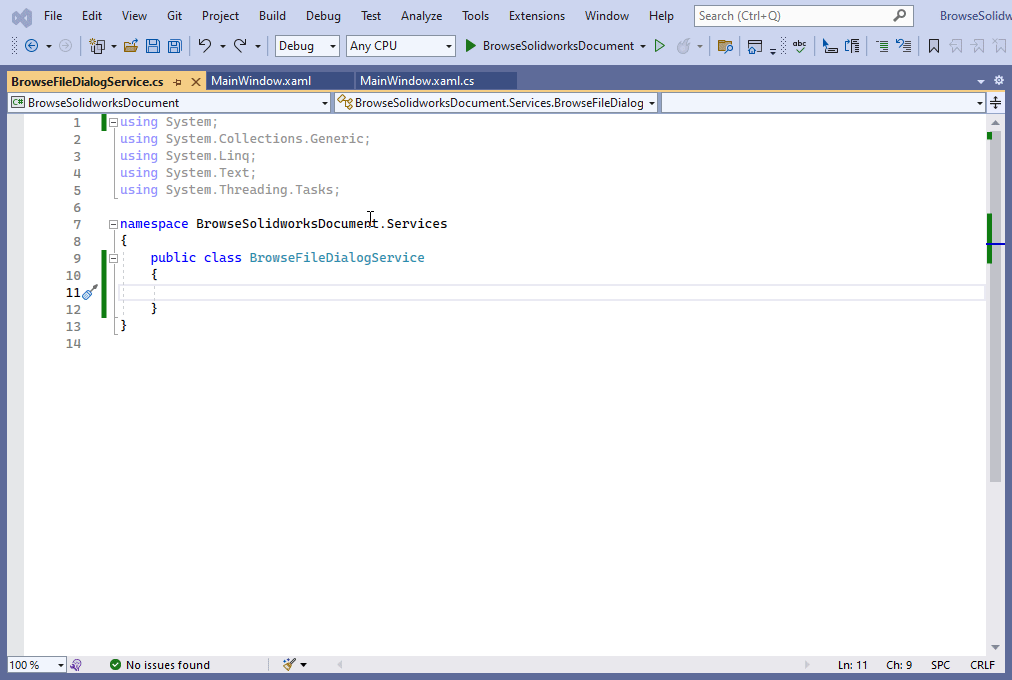 File Edit View Git Project Build Debug Test Analyze Tools Extensions Window Help Search (Ctrl+Q) BrowseSolidw
Debug Any CPU BrowseSolidworksDocument abc
BrowseFileDialogService.cs MainWindow.xaml MainWindow.xaml.cs
C# BrowseSolidworksDocument BrowseSolidworksDocument.Services.BrowseFileDialog
1 using System;
2 using System.Collections.Generic;
3 using System.Linq;
4 using System.Text;
5 using System.Threading.Tasks;
6
7 namespace BrowseSolidworksDocument.Services
8 {
9 public class BrowseFileDialogService
10 {
11
12 }
13 }
14
100 % No issues found Ln: 11 Ch: 9 SPC CRLF